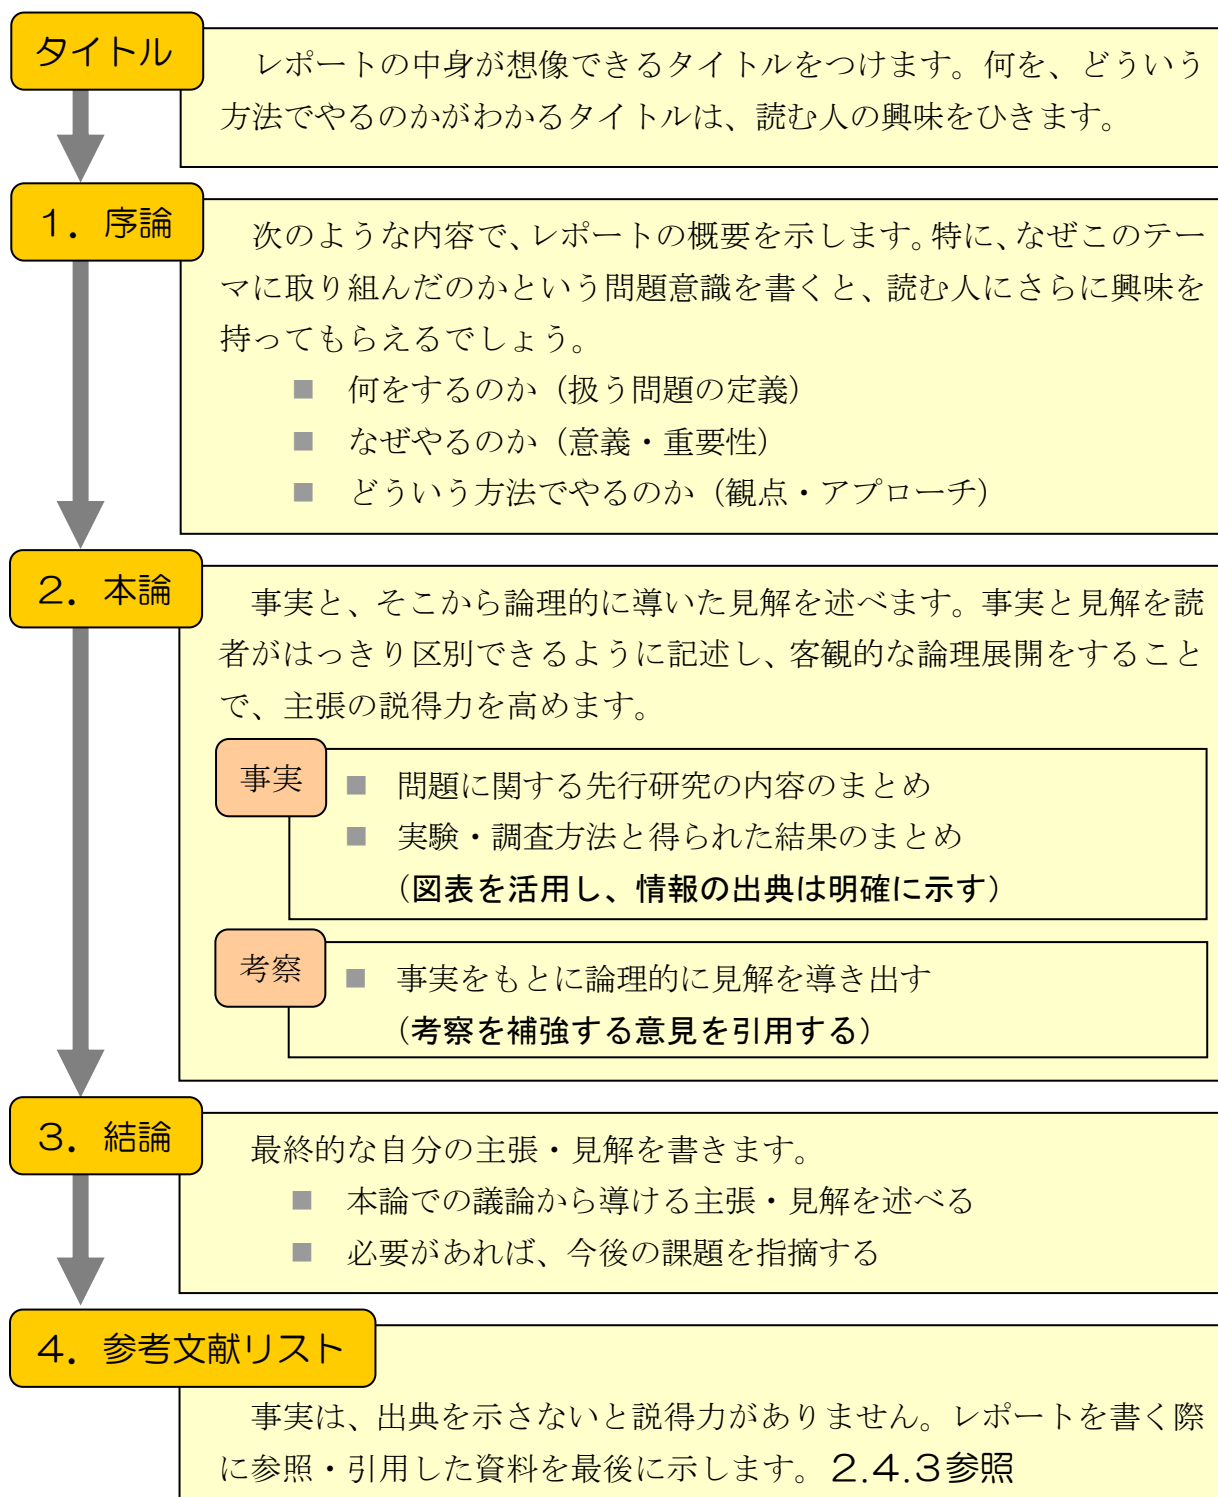 タイトル
レポートの中身が想像できるタイトルをつけます。何を、どういう
方法でやるのかがわかるタイトルは、読む人の興味をひきます。
1．序論
次のような内容で、レポートの概要を示します。特に、なぜこのテー
マに取り組んだのかという問題意識を書くと、読む人にさらに興味を
持ってもらえるでしょう。
■ 何をするのか（扱う問題の定義）
■ なぜやるのか（意義・重要性）
■ どういう方法でやるのか（観点・アプローチ）
2．本論
事実と、そこから論理的に導いた見解を述べます。事実と見解を読
者がはっきり区別できるように記述し、客観的な論理展開をすること
で、主張の説得力を高めます。
事実
■ 問題に関する先行研究の内容のまとめ
■ 実験・調査方法と得られた結果のまとめ
（図表を活用し、情報の出典は明確に示す）
考察
■ 事実をもとに論理的に見解を導き出す
（考察を補強する意見を引用する）
3．結論
最終的な自分の主張・見解を書きます。
■ 本論での議論から導ける主張・見解を述べる
■ 必要があれば、今後の課題を指摘する
4．参考文献リスト
事実は、出典を示さないと説得力がありません。レポートを書く際
に参照・引用した資料を最後に示します。2.4.3参照